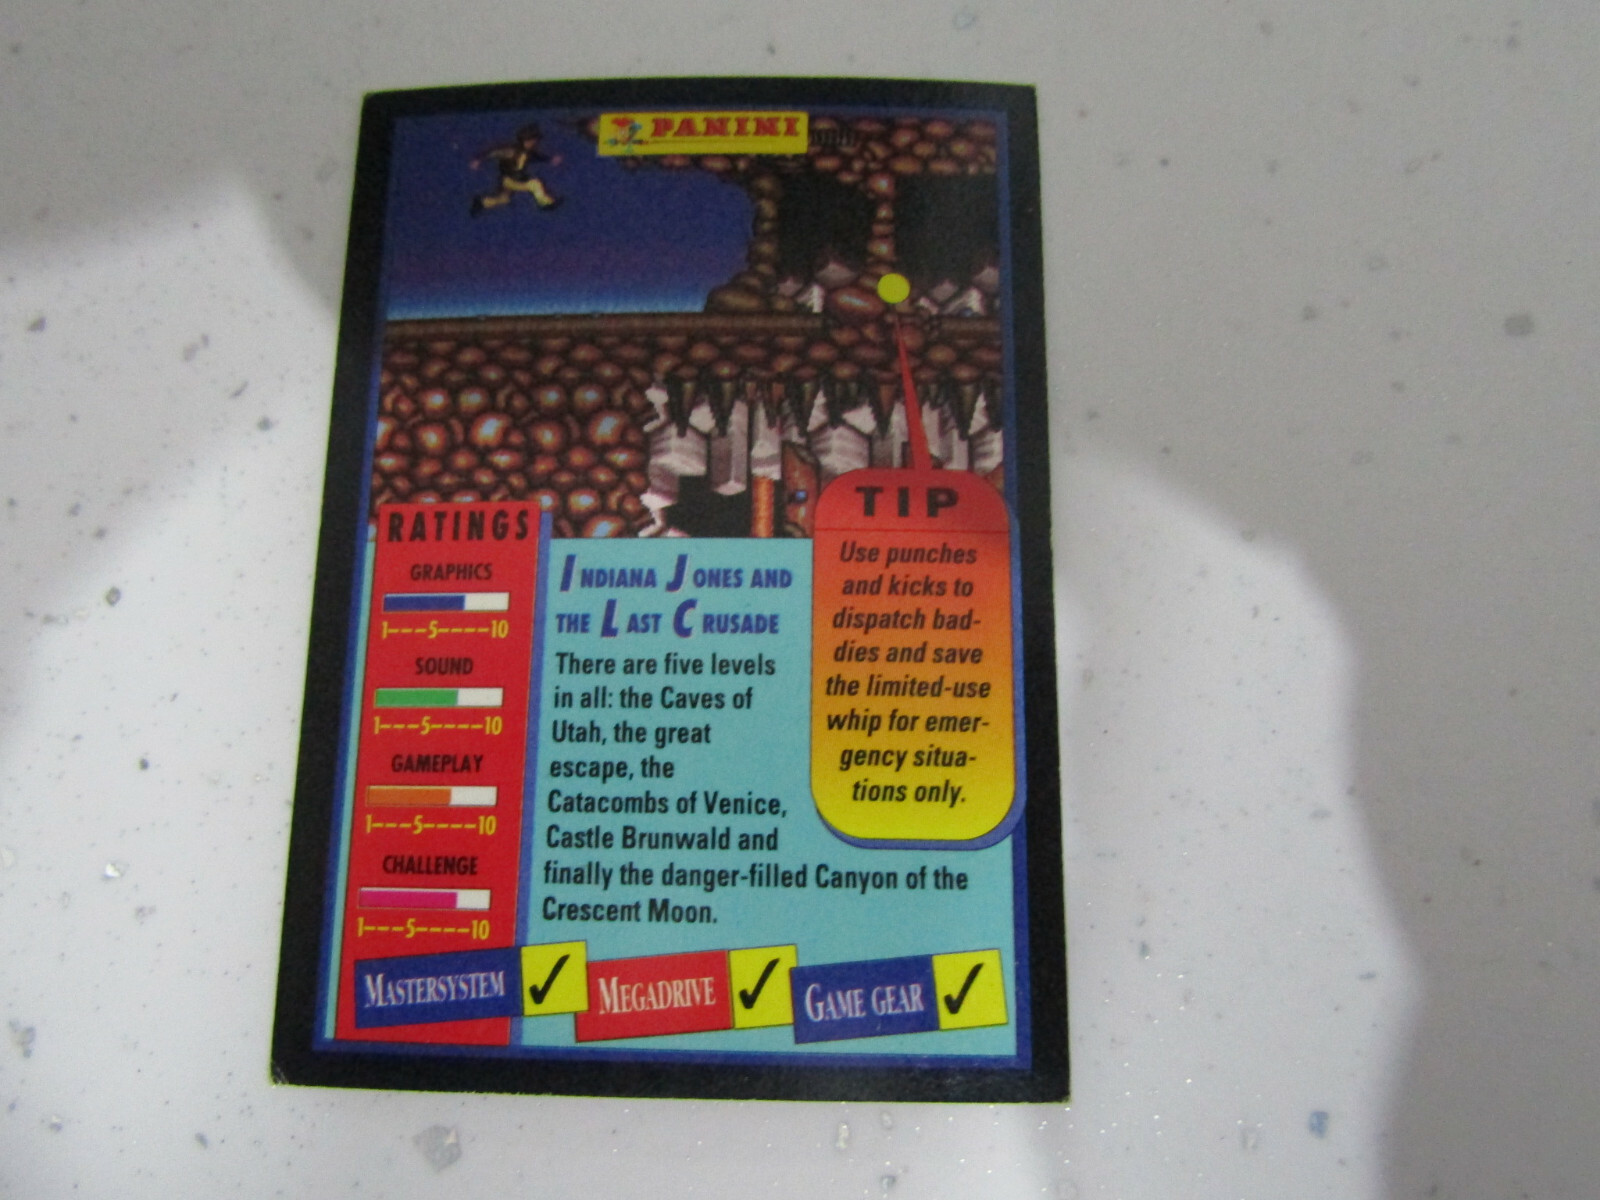 PANINI
RATINGS
GRAPHICS
1---5----10
SOUND
1---5----10
GAMEPLAY
1---5----10
CHALLENGE
1---5----10
INDIANA JONES AND
THE LAST CRUSADE
There are five levels
in all: the Caves of
Utah, the great
escape, the
Catacombs of Venice,
Castle Brunwald and
finally the danger-filled Canyon of the
Crescent Moon.
TIP
Use punches
and kicks to
dispatch bad-
dies and save
the limited-use
whip for emer-
gency situa-
tions only.
MASTERSYSTEM
MEGADRIVE
GAME GEAR